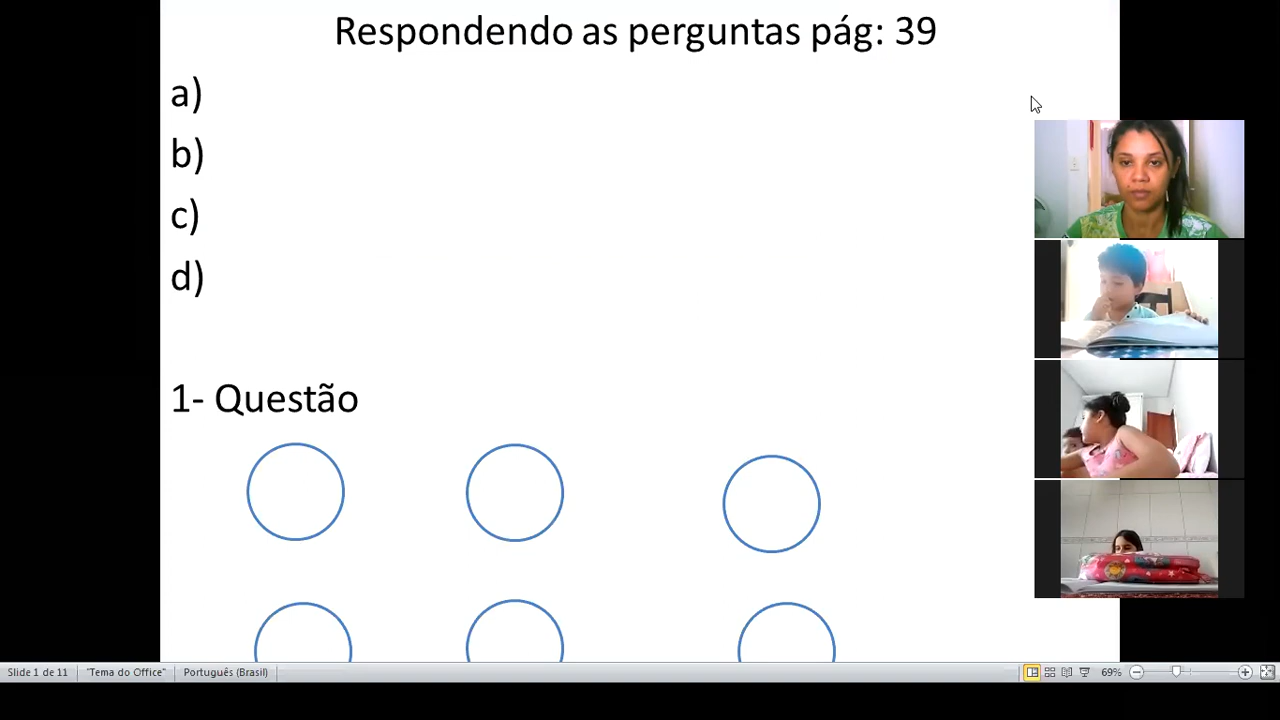 Respondendo as perguntas pág: 39
a)
b)
c)
d)
1- Questão
Slide 1 de 11 "Tema do Office" Português (Brasil) 69%